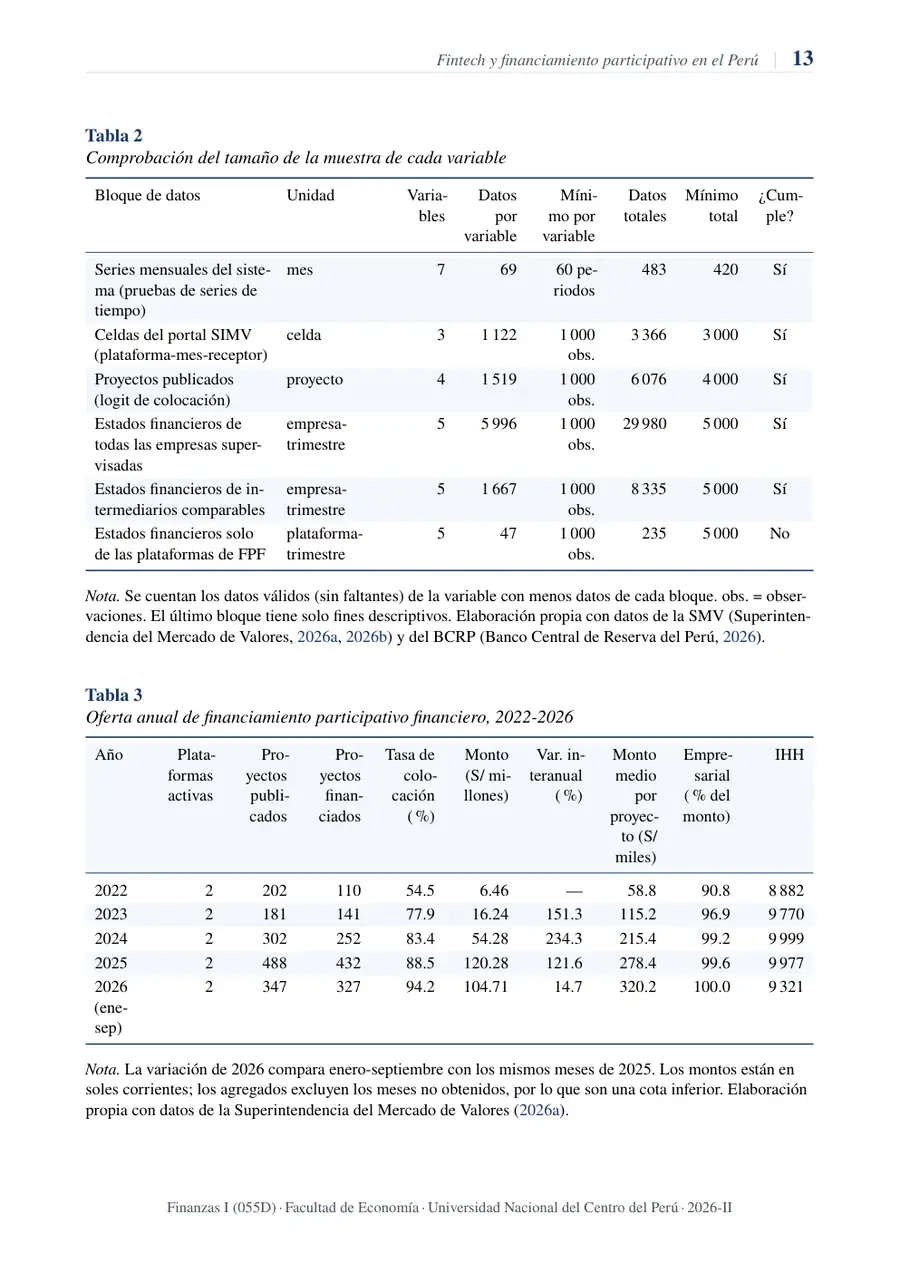 Fintech y financiamiento participativo en el Perú | 13
Tabla 2
Comprobación del tamaño de la muestra de cada variable
Bloque de datos Unidad Varia- Datos Míni- Datos Mínimo ¿Cum-
bles por mo por totales total ple?
variable variable
Series mensuales del siste- mes 7 69 60 pe- 483 420 Sí
ma (pruebas de series de riodos
tiempo)
Celdas del portal SIMV celda 3 1 122 1 000 3 366 3 000 Sí
(plataforma-mes-receptor) obs.
Proyectos publicados proyecto 4 1 519 1 000 6 076 4 000 Sí
(logit de colocación) obs.
Estados financieros de empresa- 5 5 996 1 000 29 980 5 000 Sí
todas las empresas super- trimestre obs.
visadas
Estados financieros de in- empresa- 5 1 667 1 000 8 335 5 000 Sí
termediarios comparables trimestre obs.
Estados financieros solo plataforma- 5 47 1 000 235 5 000 No
de las plataformas de FPF trimestre obs.
Nota. Se cuentan los datos válidos (sin faltantes) de la variable con menos datos de cada bloque. obs. = obser-
vaciones. El último bloque tiene solo fines descriptivos. Elaboración propia con datos de la SMV (Superinten-
dencia del Mercado de Valores, 2026a, 2026b) y del BCRP (Banco Central de Reserva del Perú, 2026).
Tabla 3
Oferta anual de financiamiento participativo financiero, 2022-2026
Año Plata- Pro- Pro- Tasa de Monto Var. in- Monto Empre- IHH
formas yectos yectos colo- (S/ mi- teranual medio sarial
activas publi- finan- cación llones) ( %) por ( % del
cados ciados ( %) proyec- monto)
to (S/
miles)
2022 2 202 110 54.5 6.46 — 58.8 90.8 8 882
2023 2 181 141 77.9 16.24 151.3 115.2 96.9 9 770
2024 2 302 252 83.4 54.28 234.3 215.4 99.2 9 999
2025 2 488 432 88.5 120.28 121.6 278.4 99.6 9 977
2026 2 347 327 94.2 104.71 14.7 320.2 100.0 9 321
(ene-
sep)
Nota. La variación de 2026 compara enero-septiembre con los mismos meses de 2025. Los montos están en
soles corrientes; los agregados excluyen los meses no obtenidos, por lo que son una cota inferior. Elaboración
propia con datos de la Superintendencia del Mercado de Valores (2026a).
Finanzas I (055D) · Facultad de Economía · Universidad Nacional del Centro del Perú · 2026-II